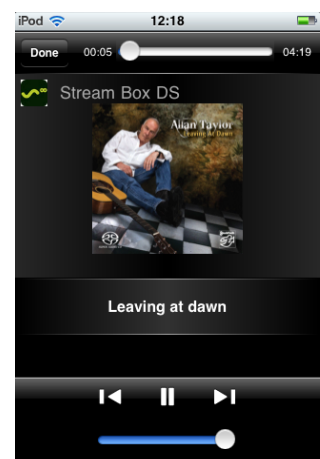 iPod 12:18
Done 00:05 04:19
Stream Box DS
Allan Taylor
Leaving At Dawn
Leaving at dawn